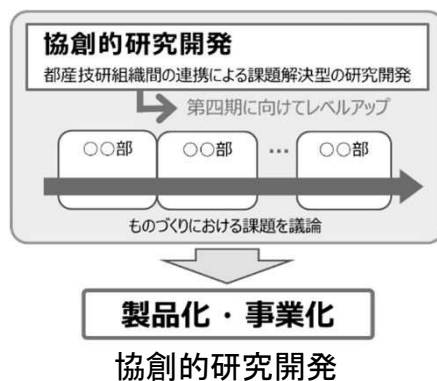 協創的研究開発
都産技研組織間の連携による課題解決型の研究開発
第四期に向けてレベルアップ
○○部 ○○部 … ○○部
ものづくりにおける課題を議論
製品化・事業化
協創的研究開発